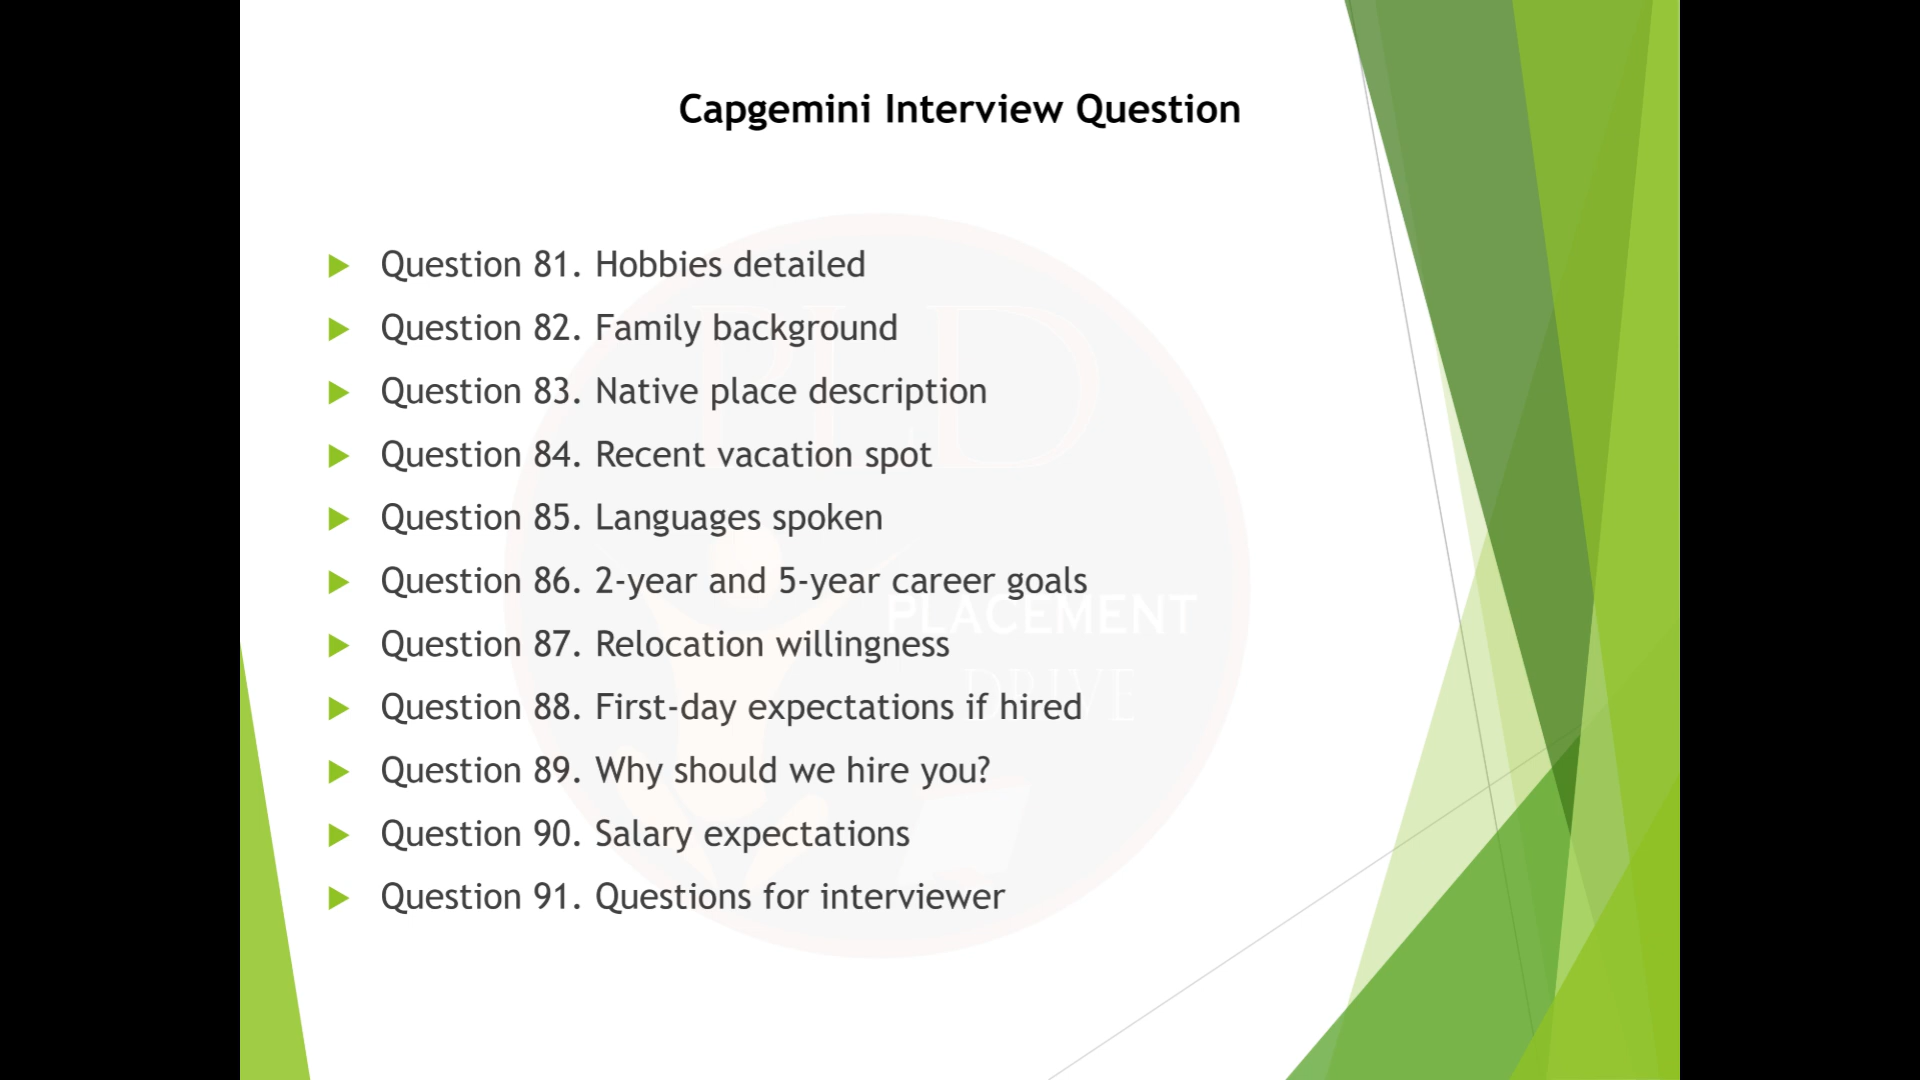 Capgemini Interview Question
Question 81. Hobbies detailed
Question 82. Family background
Question 83. Native place description
Question 84. Recent vacation spot
Question 85. Languages spoken
Question 86. 2-year and 5-year career goals
PLACEMENT
Question 87. Relocation willingness
DRIVE
Question 88. First-day expectations if hired
Question 89. Why should we hire you?
Question 90. Salary expectations
Question 91. Questions for interviewer